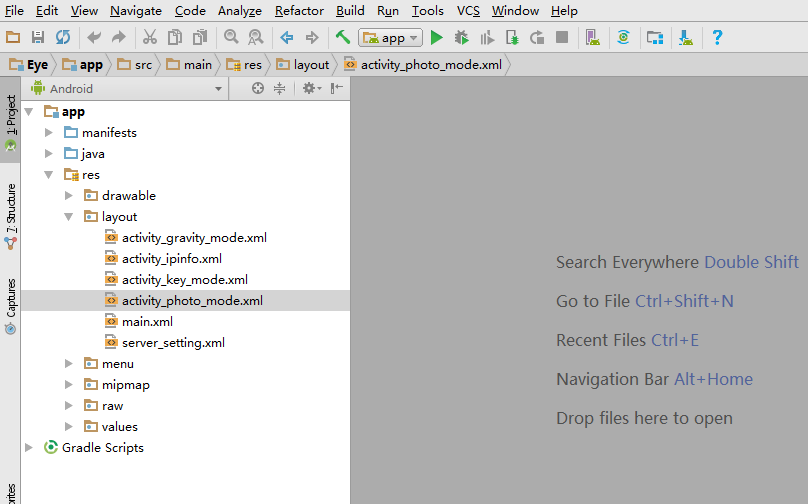 File Edit View Navigate Code Analyze Refactor Build Run Tools VCS Window Help
app
Eye app src main res layout activity_photo_mode.xml
Android
1: Project
7: Structure
Captures
app
manifests
java
res
drawable
layout
activity_gravity_mode.xml
activity_ipinfo.xml
activity_key_mode.xml
activity_photo_mode.xml
main.xml
server_setting.xml
menu
mipmap
raw
values
Gradle Scripts
Search Everywhere Double Shift
Go to File Ctrl+Shift+N
Recent Files Ctrl+E
Navigation Bar Alt+Home
Drop files here to open